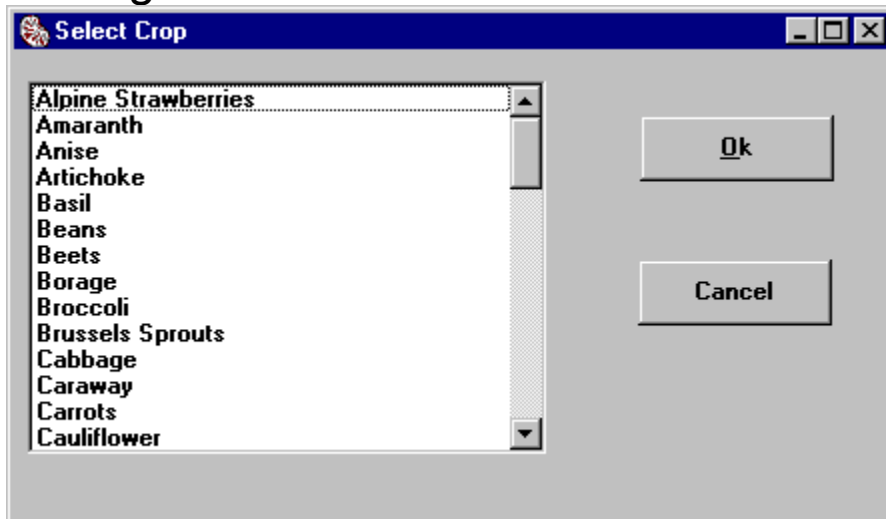 Select Crop
Alpine Strawberries
Amaranth
Anise
Artichoke
Basil
Beans
Beets
Borage
Broccoli
Brussels Sprouts
Cabbage
Caraway
Carrots
Cauliflower
Ok
Cancel